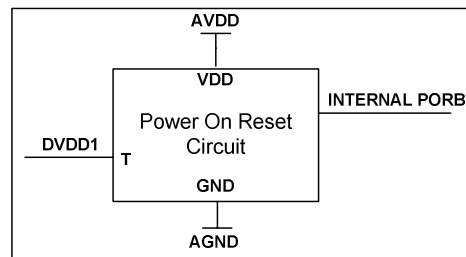 AVDD
VDD
INTERNAL PORB
Power On Reset
Circuit
DVDD1
T
GND
AGND